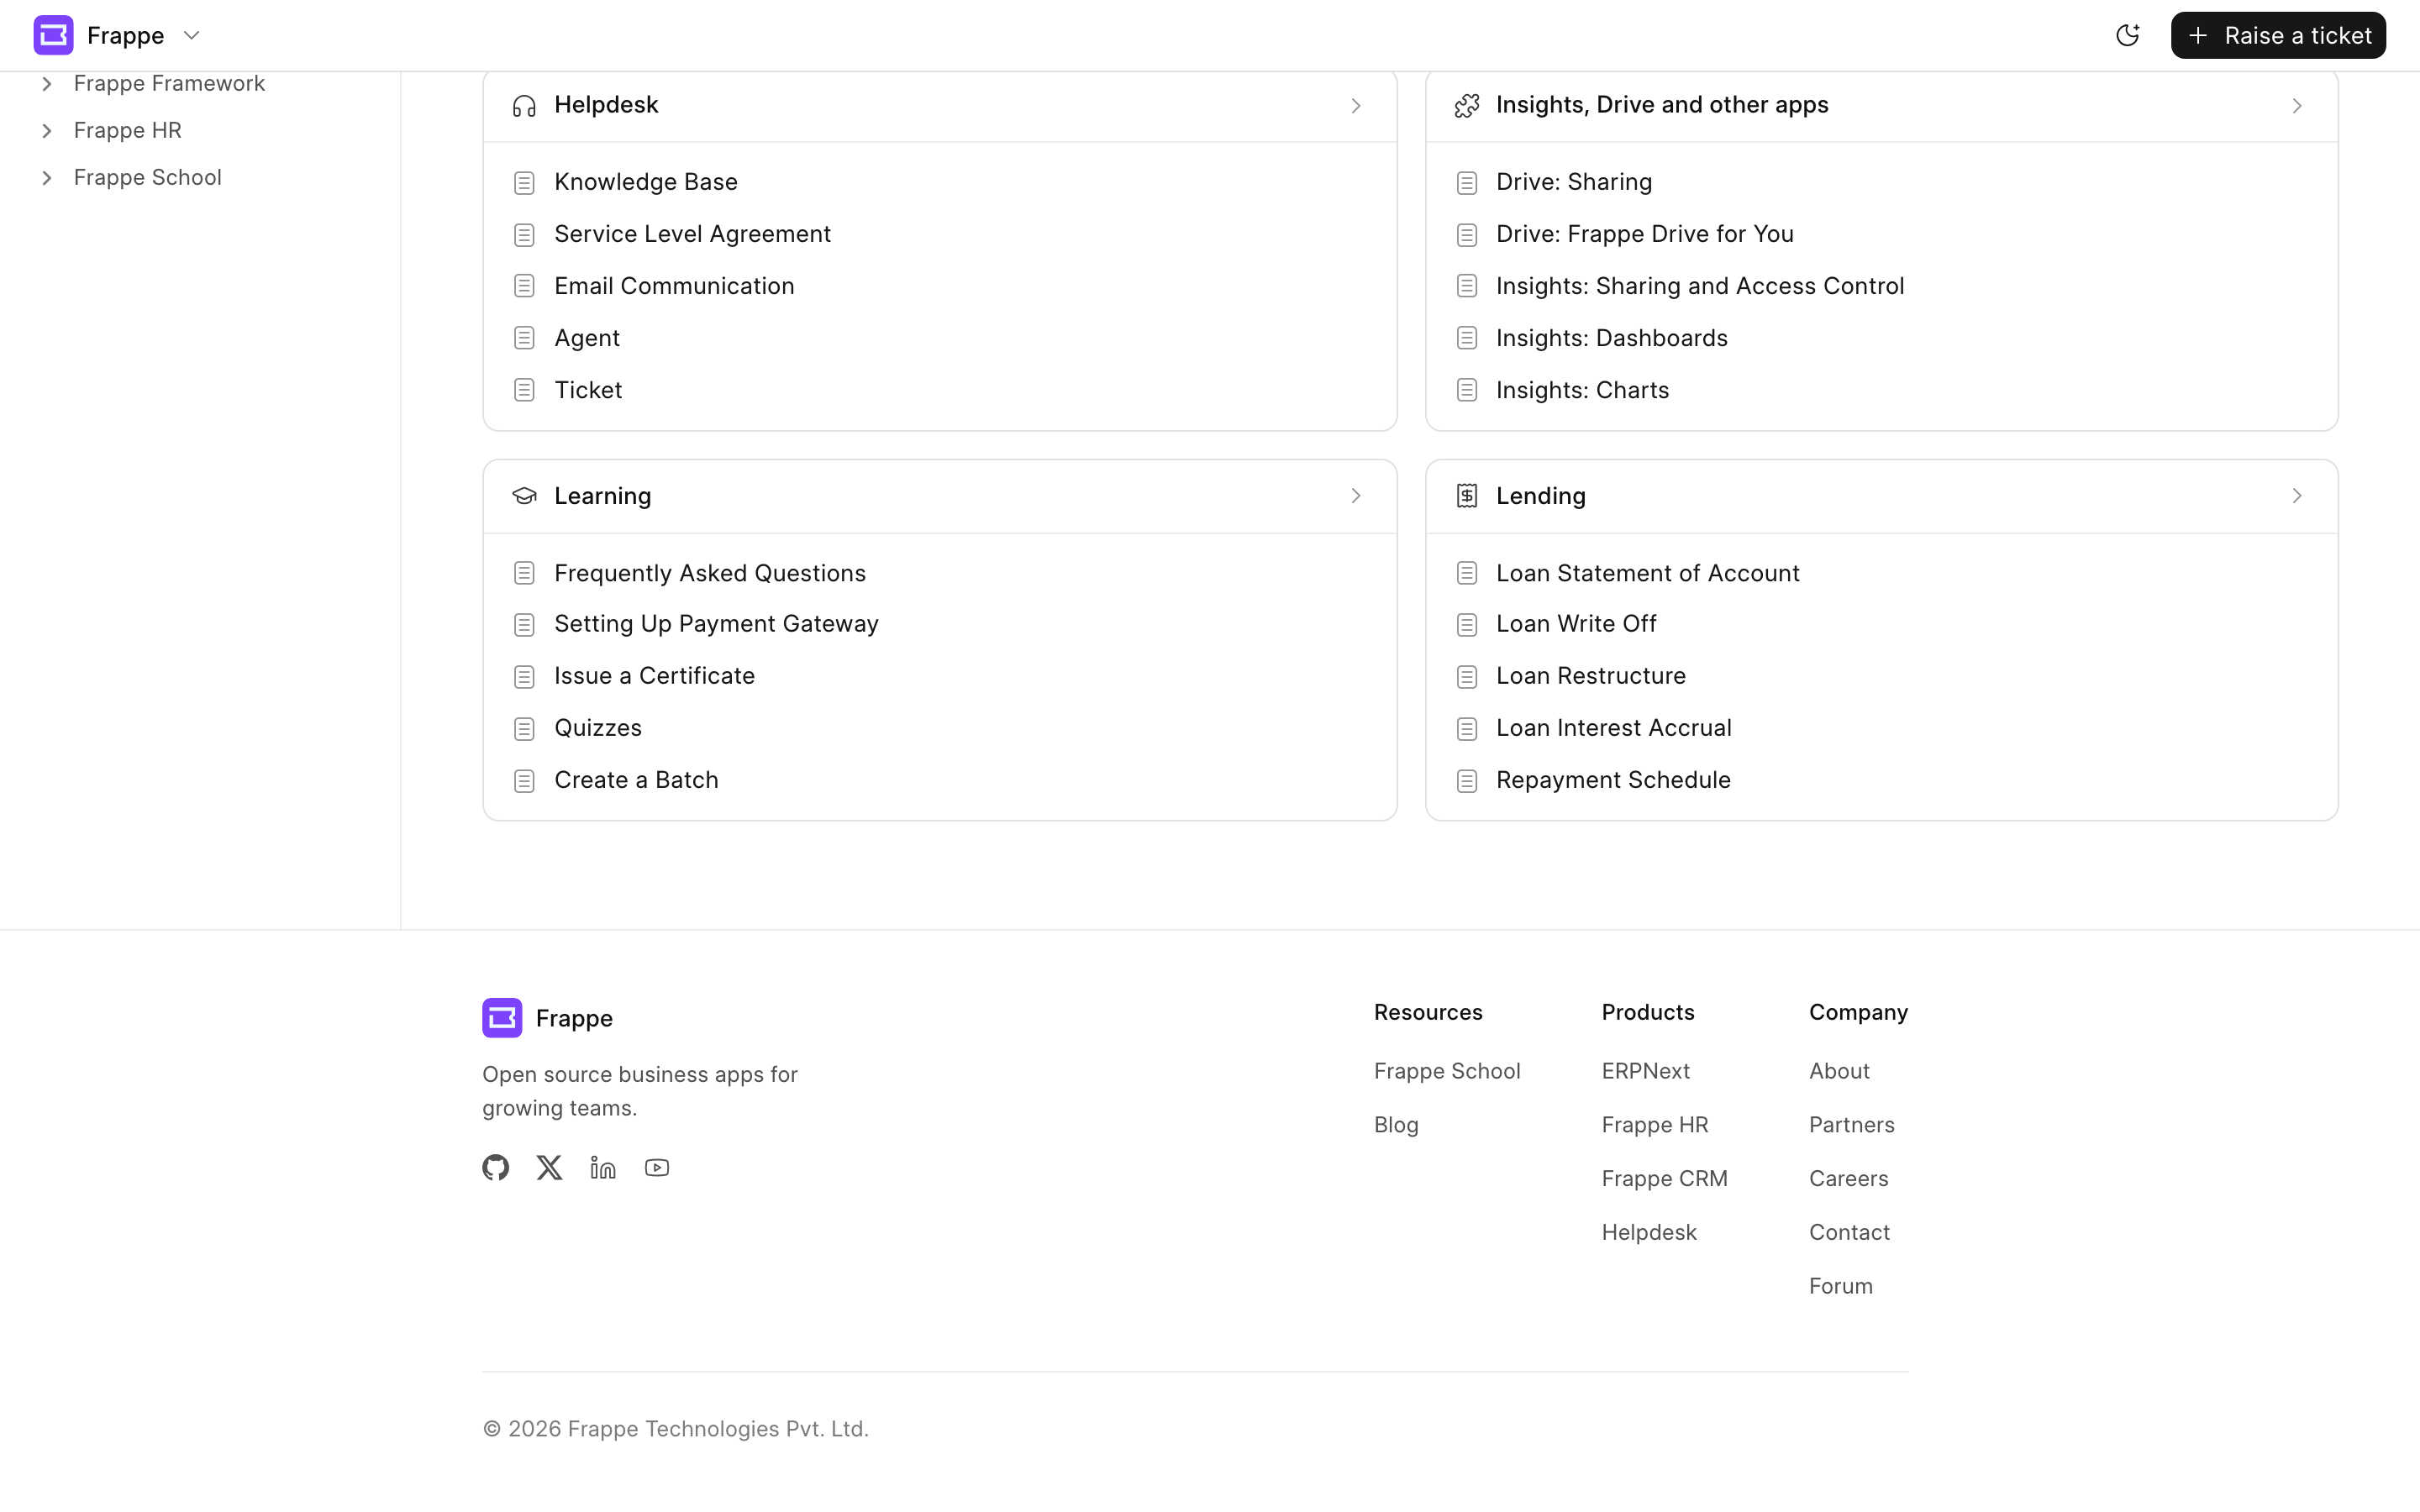 Frappe
Raise a ticket
Frappe Framework
Frappe HR
Frappe School
Helpdesk
Knowledge Base
Service Level Agreement
Email Communication
Agent
Ticket
Insights, Drive and other apps
Drive: Sharing
Drive: Frappe Drive for You
Insights: Sharing and Access Control
Insights: Dashboards
Insights: Charts
Learning
Frequently Asked Questions
Setting Up Payment Gateway
Issue a Certificate
Quizzes
Create a Batch
Lending
Loan Statement of Account
Loan Write Off
Loan Restructure
Loan Interest Accrual
Repayment Schedule
Frappe
Open source business apps for
growing teams.
Resources
Frappe School
Blog
Products
ERPNext
Frappe HR
Frappe CRM
Helpdesk
Company
About
Partners
Careers
Contact
Forum
© 2026 Frappe Technologies Pvt. Ltd.